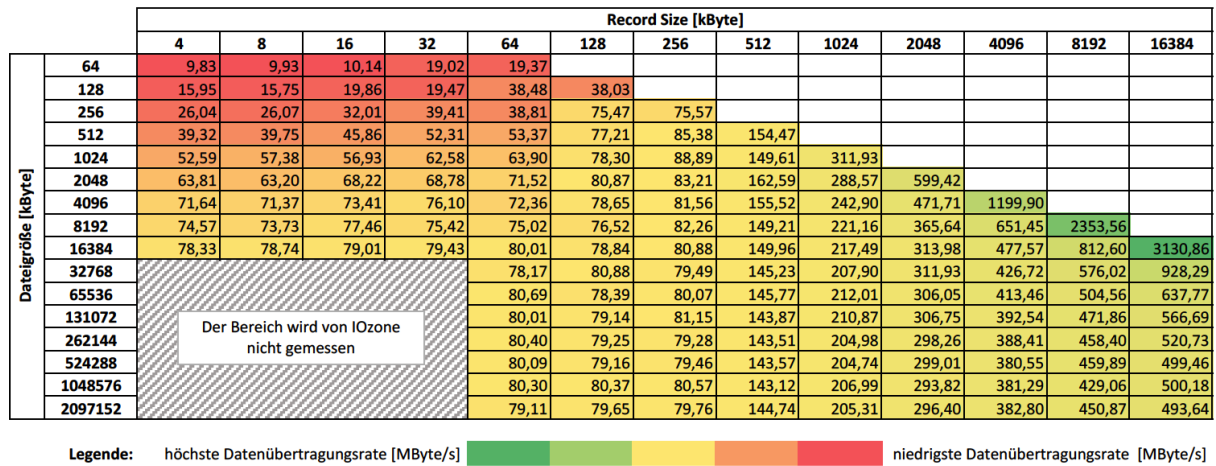 Record Size [kByte]
4 8 16 32 64 128 256 512 1024 2048 4096 8192 16384
Dateigröße [kByte]
64 9,83 9,93 10,14 19,02 19,37
128 15,95 15,75 19,86 19,47 38,48 38,03
256 26,04 26,07 32,01 39,41 38,81 75,47 75,57
512 39,32 39,75 45,86 52,31 53,37 77,21 85,38 154,47
1024 52,59 57,38 56,93 62,58 63,90 78,30 88,89 149,61 311,93
2048 63,81 63,20 68,22 68,78 71,52 80,87 83,21 162,59 288,57 599,42
4096 71,64 71,37 73,41 76,10 72,36 78,65 81,56 155,52 242,90 471,71 1199,90
8192 74,57 73,73 77,46 75,42 75,02 76,52 82,26 149,21 221,16 365,64 651,45 2353,56
16384 78,33 78,74 79,01 79,43 80,01 78,84 80,88 149,96 217,49 313,98 477,57 812,60 3130,86
32768 78,17 80,88 79,49 145,23 207,90 311,93 426,72 576,02 928,29
65536 80,69 78,39 80,07 145,77 212,01 306,05 413,46 504,56 637,77
131072 80,01 79,14 81,15 143,87 210,87 306,75 392,54 471,86 566,69
262144 80,40 79,25 79,28 143,51 204,98 298,26 388,41 458,40 520,73
524288 80,09 79,16 79,46 143,57 204,74 299,01 380,55 459,89 499,46
1048576 80,30 80,37 80,57 143,12 206,99 293,82 381,29 429,06 500,18
2097152 79,11 79,65 79,76 144,74 205,31 296,40 382,80 450,87 493,64
Der Bereich wird von IOzone
nicht gemessen
Legende: höchste Datenübertragungsrate [MByte/s] niedrigste Datenübertragungsrate [MByte/s]